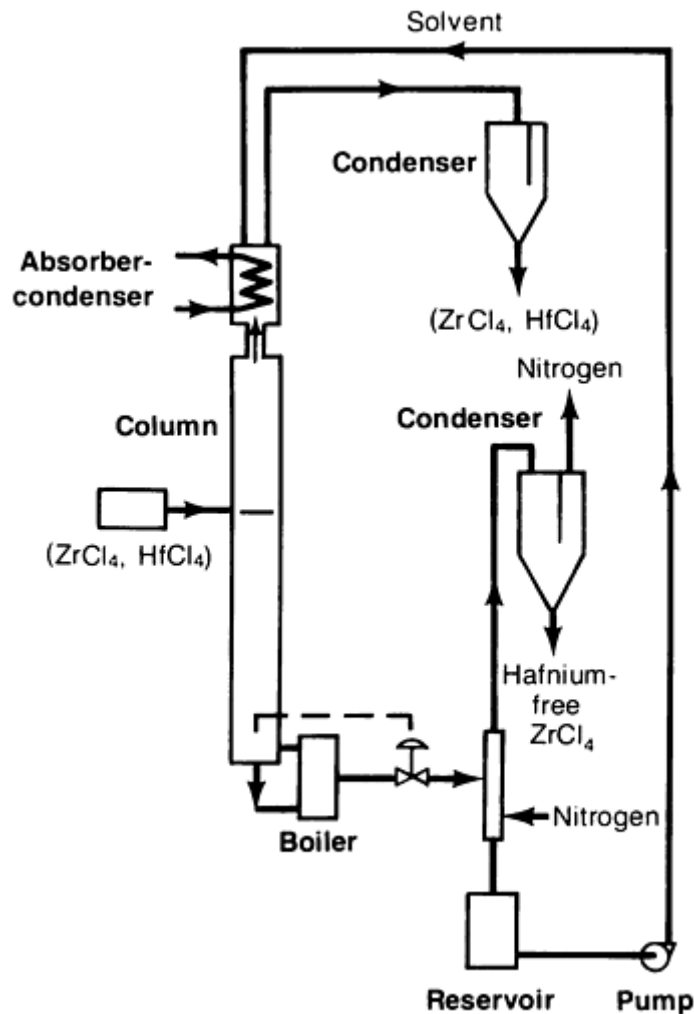 Solvent
Condenser
Absorber-
condenser
(ZrCl₄, HfCl₄)
Nitrogen
Column
Condenser
(ZrCl₄, HfCl₄)
Hafnium-
free
ZrCl₄
Nitrogen
Boiler
Reservoir
Pump